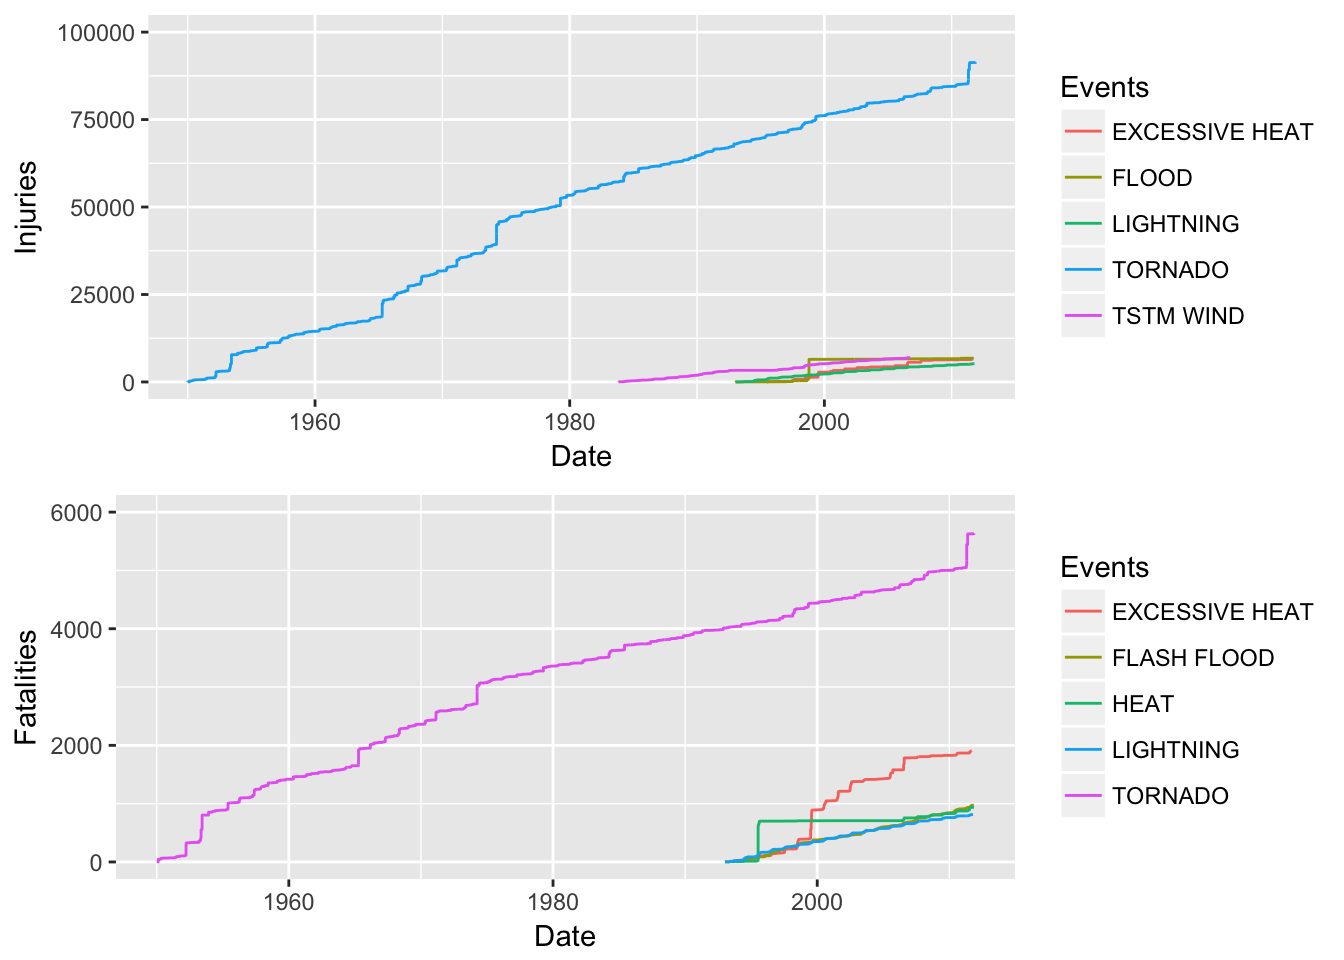 100000
75000
50000
25000
0
Injuries
1960
1980
2000
Date
Events
EXCESSIVE HEAT
FLOOD
LIGHTNING
TORNADO
TSTM WIND
6000
4000
2000
0
Fatalities
1960
1980
2000
Date
Events
EXCESSIVE HEAT
FLASH FLOOD
HEAT
LIGHTNING
TORNADO